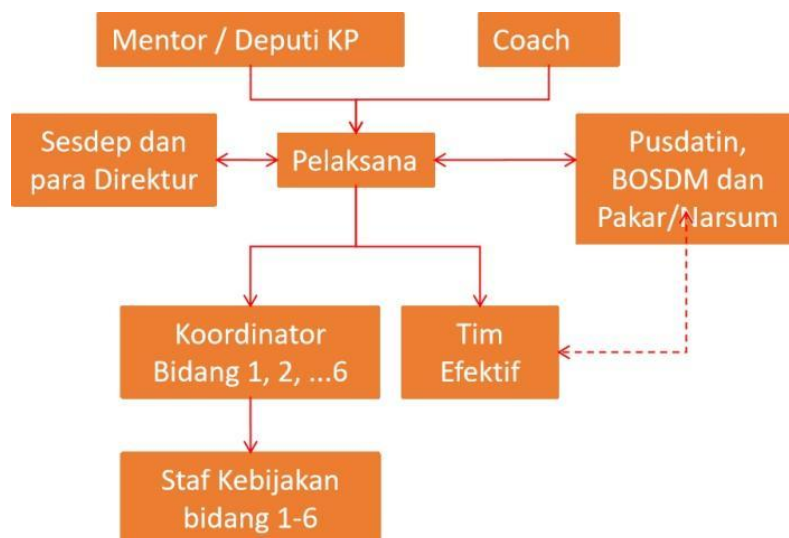 Mentor / Deputi KP
Coach
Sesdep dan
para Direktur
Pelaksana
Pusdatin,
BOSDM dan
Pakar/Narsum
Koordinator
Bidang 1, 2, ...6
Tim
Efektif
Staf Kebijakan
bidang 1-6